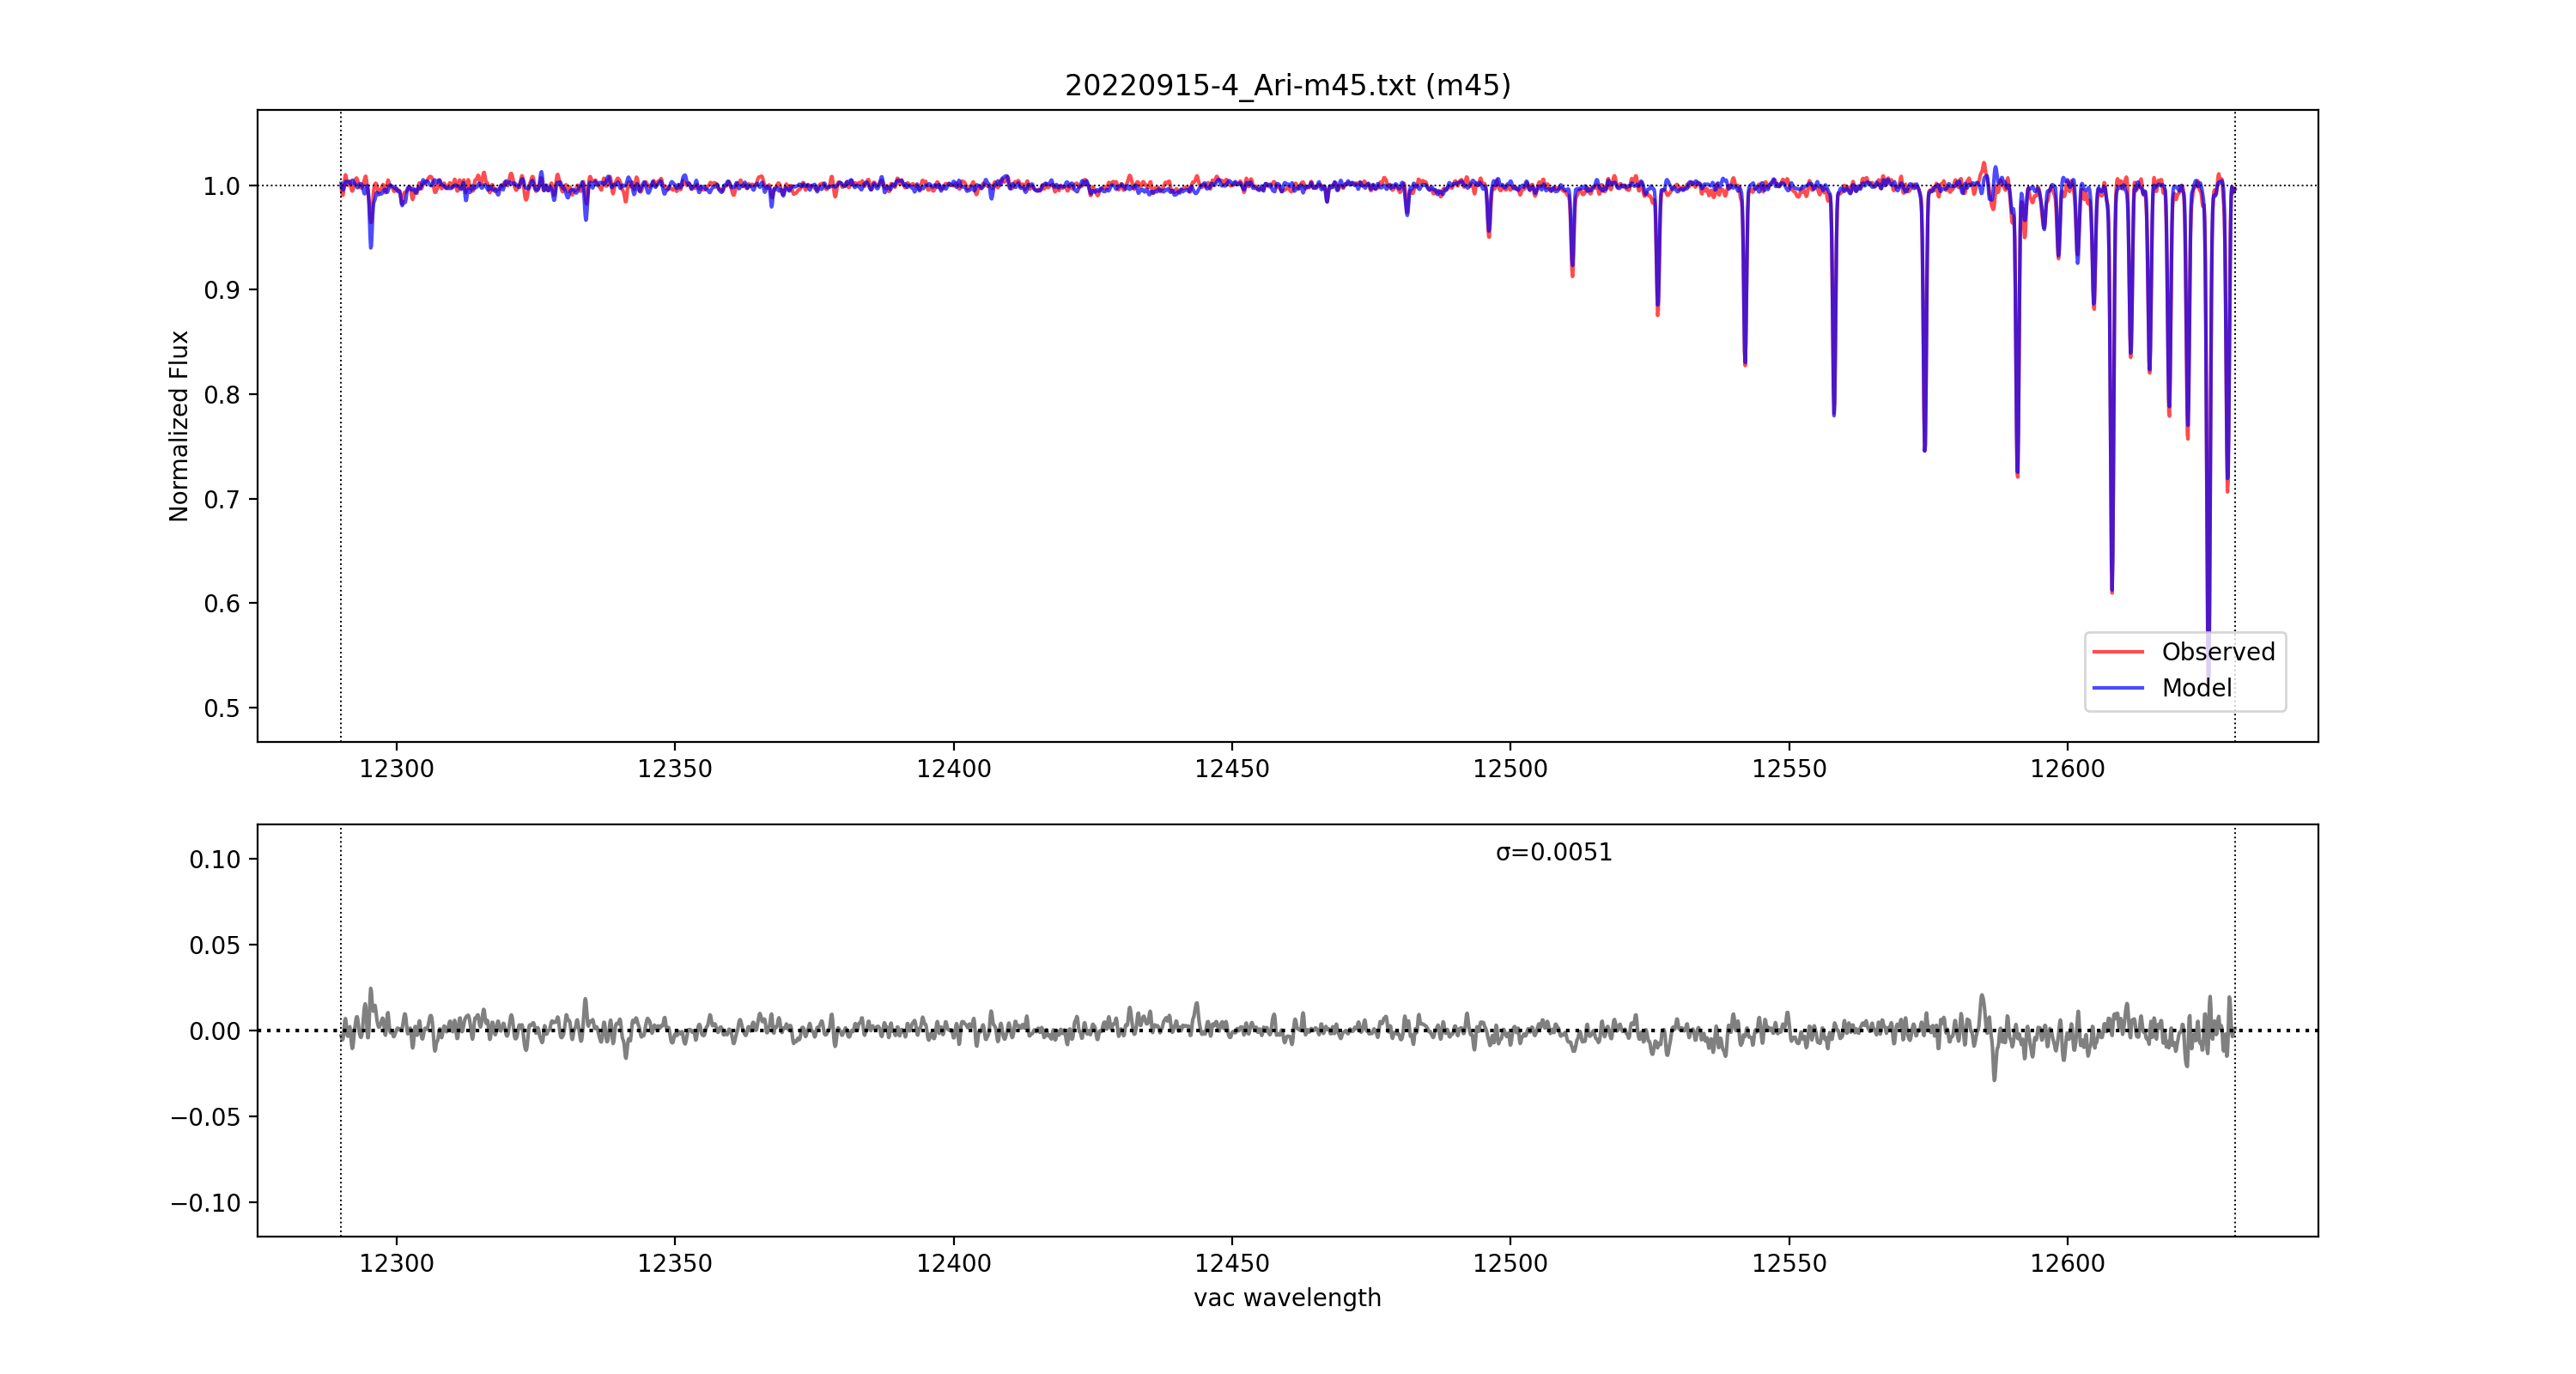 20220915-4_Ari-m45.txt (m45)
Normalized Flux
1.0
0.9
0.8
0.7
0.6
0.5
Observed
Model
12300 12350 12400 12450 12500 12550 12600
σ=0.0051
0.10
0.05
0.00
−0.05
−0.10
12300 12350 12400 12450 12500 12550 12600
vac wavelength